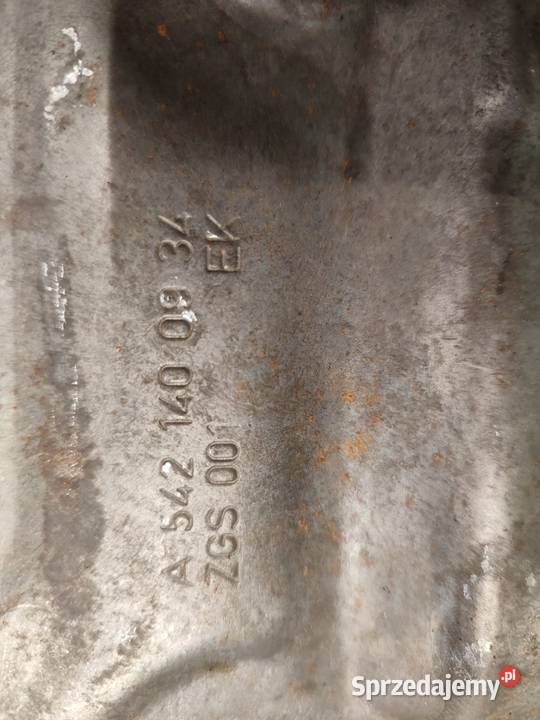 A 542 140 09 34
ZGS 001 EK
Sprzedajemy.pl